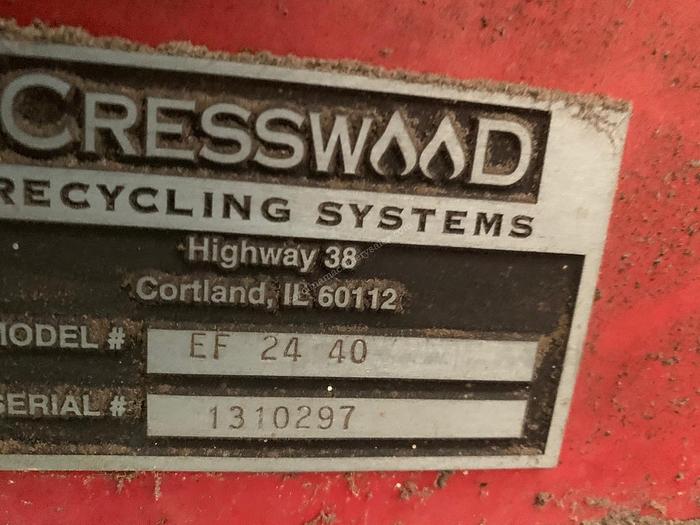 CRESSWOOD
RECYCLING SYSTEMS
Highway 38
Cortland, IL 60112
MODEL # EF 24 40
SERIAL # 1310297